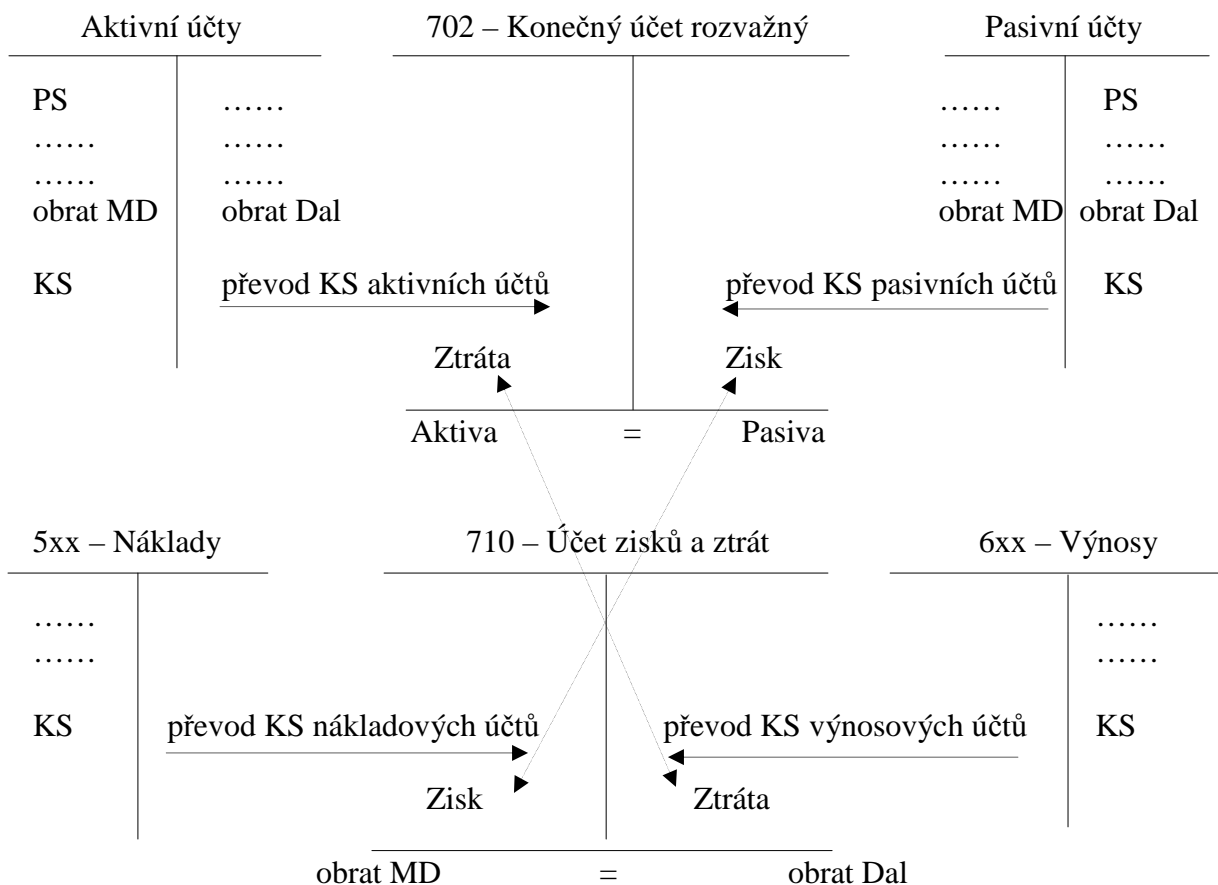 Aktivní účty 702 – Konečný účet rozvažný Pasivní účty
PS …… …… PS
…… …… …… ……
…… …… …… ……
obrat MD obrat Dal obrat MD obrat Dal
KS převod KS aktivních účtů převod KS pasivních účtů KS
Ztráta Zisk
Aktiva = Pasiva
5xx – Náklady 710 – Účet zisků a ztrát 6xx – Výnosy
…… ……
…… ……
KS převod KS nákladových účtů převod KS výnosových účtů KS
Zisk Ztráta
obrat MD = obrat Dal